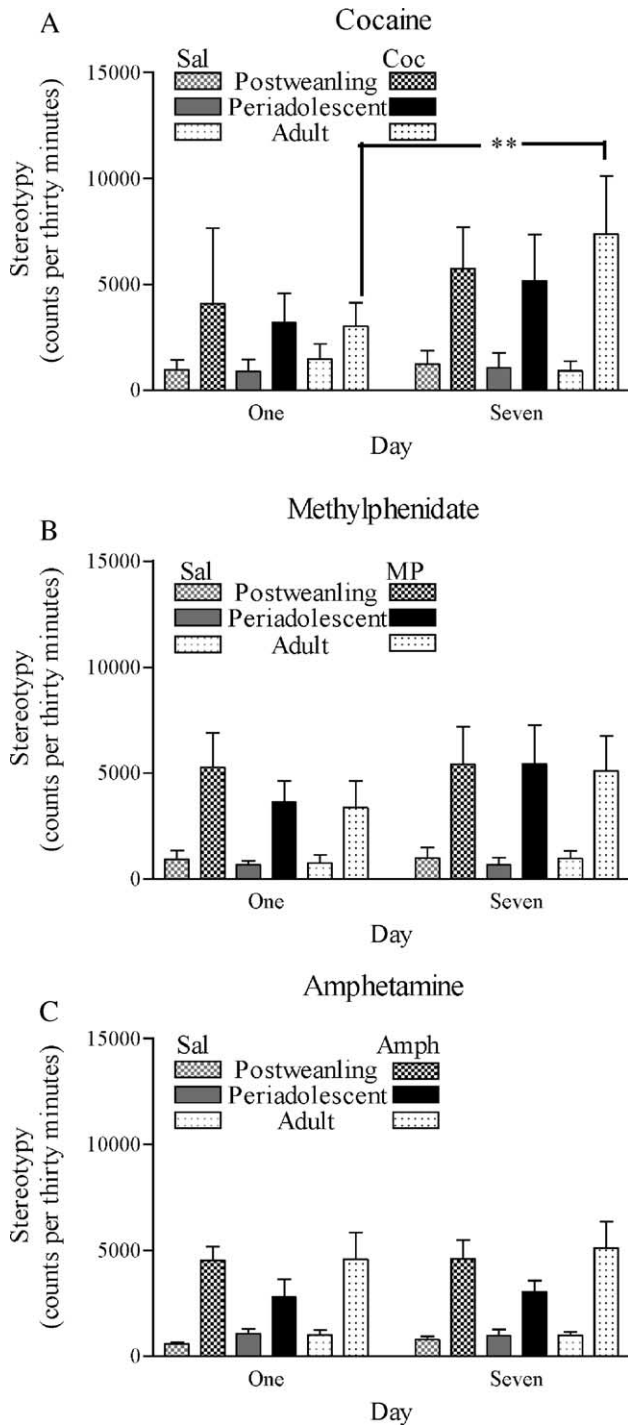 A
Cocaine
Sal Coc
Postweanling
Periadolescent
Adult
**
15000
10000
5000
0
Stereotypy
(counts per thirty minutes)
One Seven
Day
B
Methylphenidate
Sal MP
Postweanling
Periadolescent
Adult
15000
10000
5000
0
Stereotypy
(counts per thirty minutes)
One Seven
Day
C
Amphetamine
Sal Amph
Postweanling
Periadolescent
Adult
15000
10000
5000
0
Stereotypy
(counts per thirty minutes)
One Seven
Day